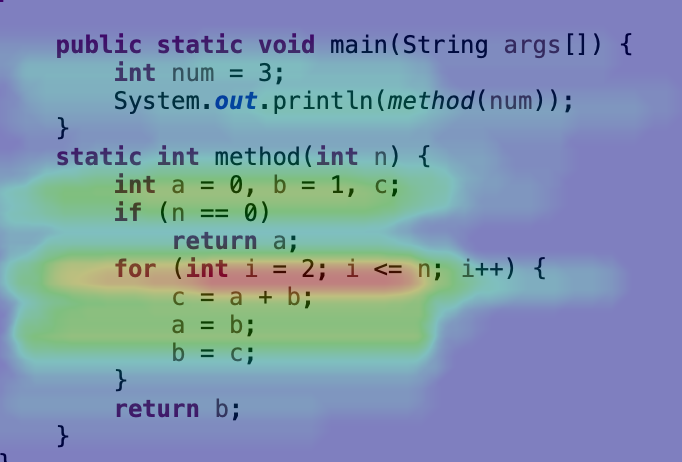 public static void main(String args[]) {
int num = 3;
System.out.println(method(num));
}
static int method(int n) {
int a = 0, b = 1, c;
if (n == 0)
return a;
for (int i = 2; i <= n; i++) {
c = a + b;
a = b;
b = c;
}
return b;
}
}